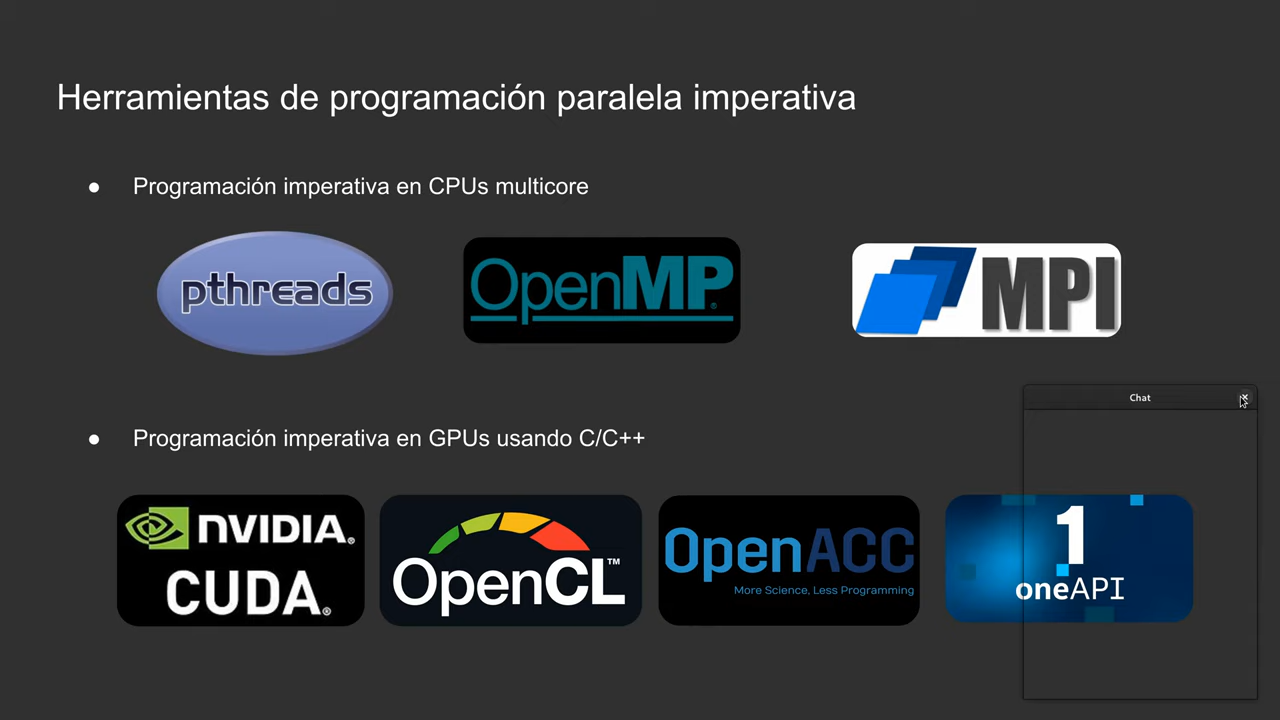 Herramientas de programación paralela imperativa
● Programación imperativa en CPUs multicore
pthreads
OpenMP®
MPI
Chat
● Programación imperativa en GPUs usando C/C++
NVIDIA®
CUDA®
OpenCL™
OpenACC
More Science, Less Programming
1
oneAPI